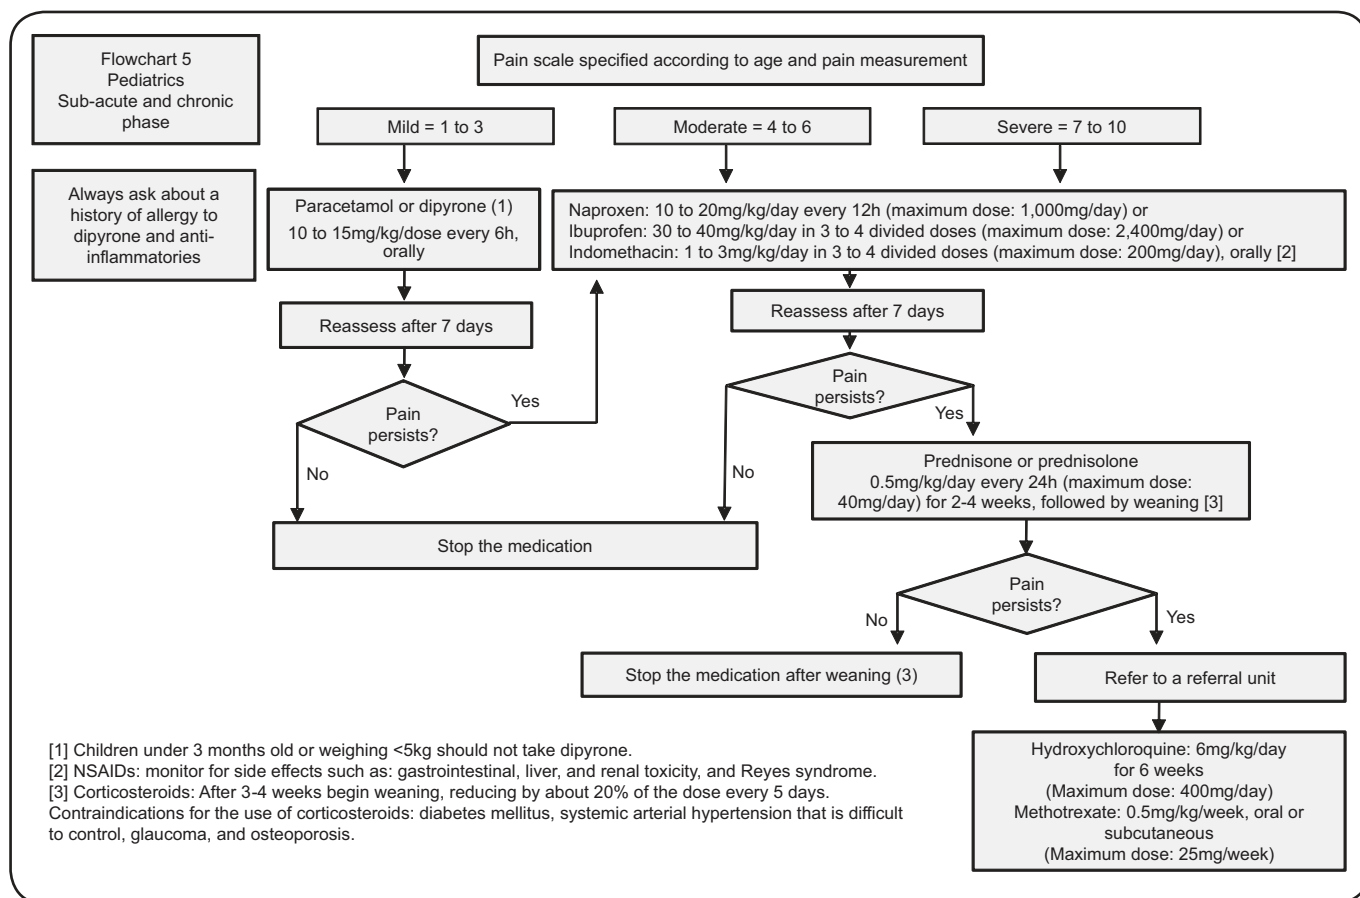 Flowchart 5
Pediatrics
Sub-acute and chronic
phase
Pain scale specified according to age and pain measurement
Mild = 1 to 3
Moderate = 4 to 6
Severe = 7 to 10
Always ask about a
history of allergy to
dipyrone and anti-
inflammatories
Paracetamol or dipyrone (1)
10 to 15mg/kg/dose every 6h,
orally
Naproxen: 10 to 20mg/kg/day every 12h (maximum dose: 1,000mg/day) or
Ibuprofen: 30 to 40mg/kg/day in 3 to 4 divided doses (maximum dose: 2,400mg/day) or
Indomethacin: 1 to 3mg/kg/day in 3 to 4 divided doses (maximum dose: 200mg/day), orally [2]
Reassess after 7 days
Reassess after 7 days
Pain
persists?
Yes
No
Pain
persists?
Yes
No
Prednisone or prednisolone
0.5mg/kg/day every 24h (maximum dose:
40mg/day) for 2-4 weeks, followed by weaning [3]
Stop the medication
Pain
persists?
No
Yes
Stop the medication after weaning (3)
Refer to a referral unit
Hydroxychloroquine: 6mg/kg/day
for 6 weeks
(Maximum dose: 400mg/day)
Methotrexate: 0.5mg/kg/week, oral or
subcutaneous
(Maximum dose: 25mg/week)
[1] Children under 3 months old or weighing <5kg should not take dipyrone.
[2] NSAIDs: monitor for side effects such as: gastrointestinal, liver, and renal toxicity, and Reyes syndrome.
[3] Corticosteroids: After 3-4 weeks begin weaning, reducing by about 20% of the dose every 5 days.
Contraindications for the use of corticosteroids: diabetes mellitus, systemic arterial hypertension that is difficult
to control, glaucoma, and osteoporosis.